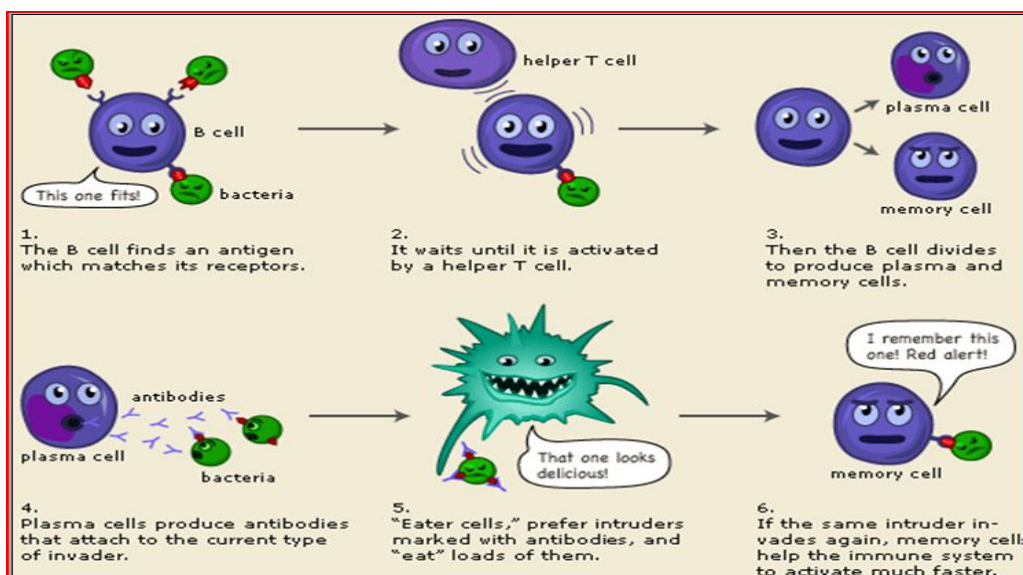 helper T cell
B cell
plasma cell
This one fits!
bacteria
memory cell
1.
The B cell finds an antigen
which matches its receptors.
2.
It waits until it is activated
by a helper T cell.
3.
Then the B cell divides
to produce plasma and
memory cells.
I remember this
one! Red alert!
antibodies
plasma cell
bacteria
That one looks
delicious!
memory cell
4.
Plasma cells produce antibodies
that attach to the current type
of invader.
5.
“Eater cells,” prefer intruders
marked with antibodies, and
“eat” loads of them.
6.
If the same intruder in-
vades again, memory cells
help the immune system
to activate much faster.